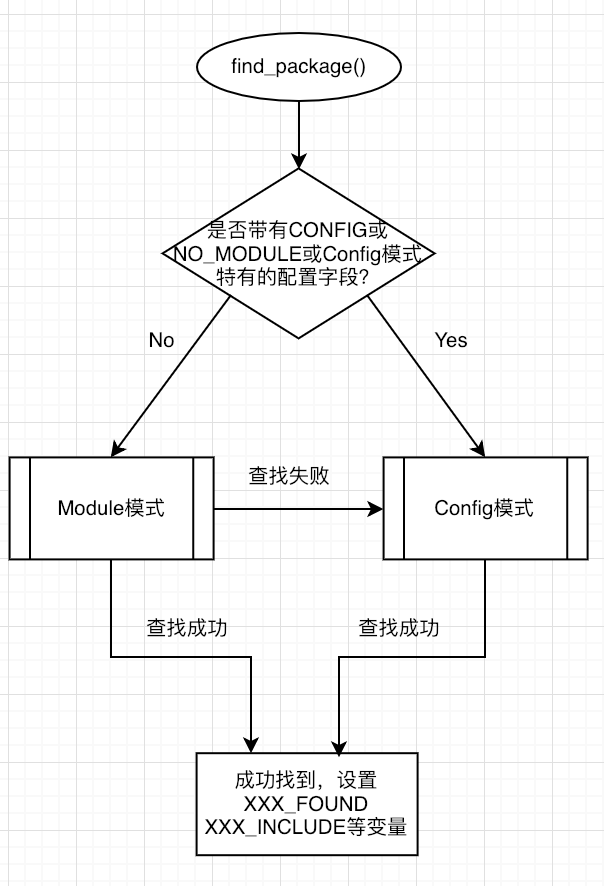 find_package()
是否带有CONFIG或
NO_MODULE或Config模式
特有的配置字段?
No
Yes
Module模式
查找失败
Config模式
查找成功
查找成功
成功找到，设置
XXX_FOUND
XXX_INCLUDE等变量